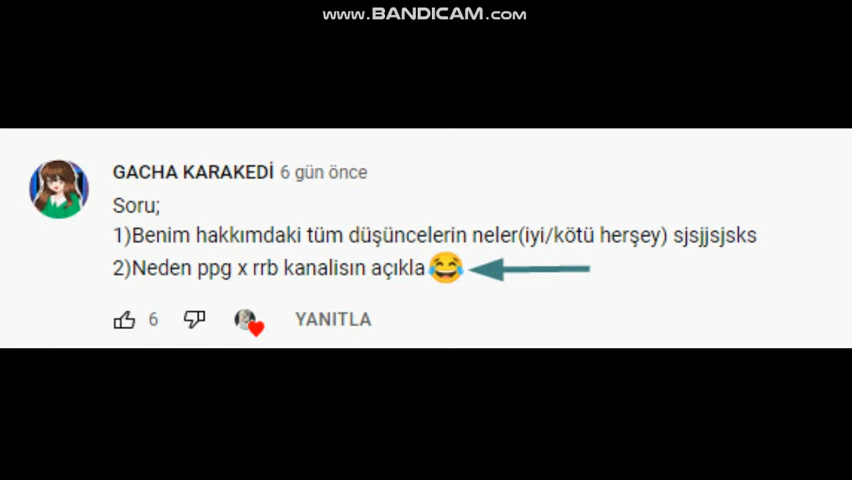 www.BANDICAM.com
GACHA KARAKEDİ 6 gün önce
Soru;
1)Benim hakkımdaki tüm düşüncelerin neler(iyi/kötü herşey) sjsjjsjsks
2)Neden ppg x rrb kanalisın açıkla😂
6 YANITLA